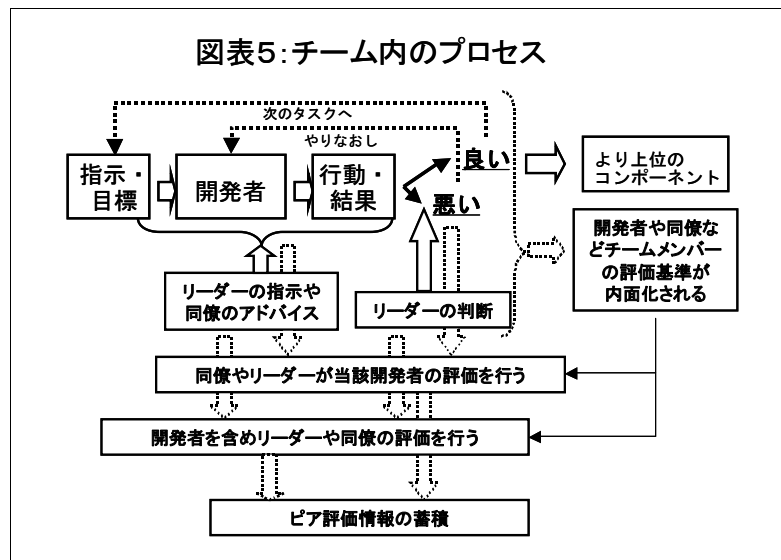 図表5:チーム内のプロセス
次のタスクへ
やりなおし
指示・
目標
開発者
行動・
結果
良い
悪い
より上位の
コンポーネント
開発者や同僚な
どチームメンバー
の評価基準が
内面化される
リーダーの指示や
同僚のアドバイス
リーダーの判断
同僚やリーダーが当該開発者の評価を行う
開発者を含めリーダーや同僚の評価を行う
ピア評価情報の蓄積